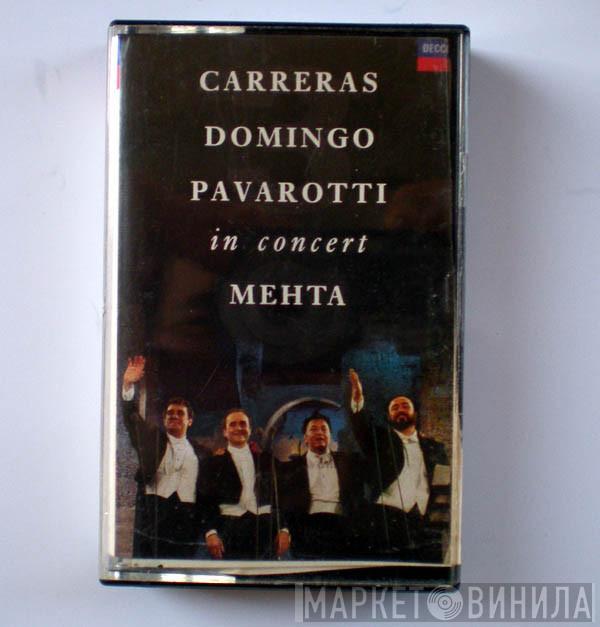 DECCA
CARRERAS
DOMINGO
PAVAROTTI
in concert
MEHTA
МАРКЕТ ВИНИЛА